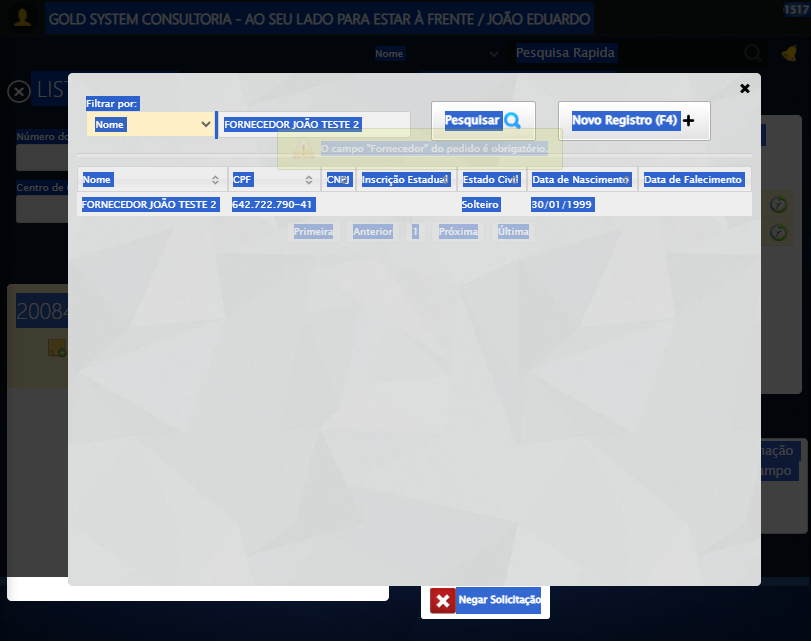 GOLD SYSTEM CONSULTORIA - AO SEU LADO PARA ESTAR À FRENTE / JOÃO EDUARDO
1517
Nome
Pesquisa Rapida
LIS
Filtrar por:
Nome
FORNECEDOR JOÃO TESTE 2
Pesquisar
Novo Registro (F4)
Número do
O campo "Fornecedor" do pedido é obrigatório.
Nome CPF CNPJ Inscrição Estadual Estado Civil Data de Nascimento Data de Falecimento
Centro de
FORNECEDOR JOÃO TESTE 2 642.722.790-41 Solteiro 30/01/1999
Primeira Anterior 1 Próxima Última
20084
mação
ampo
Negar Solicitação